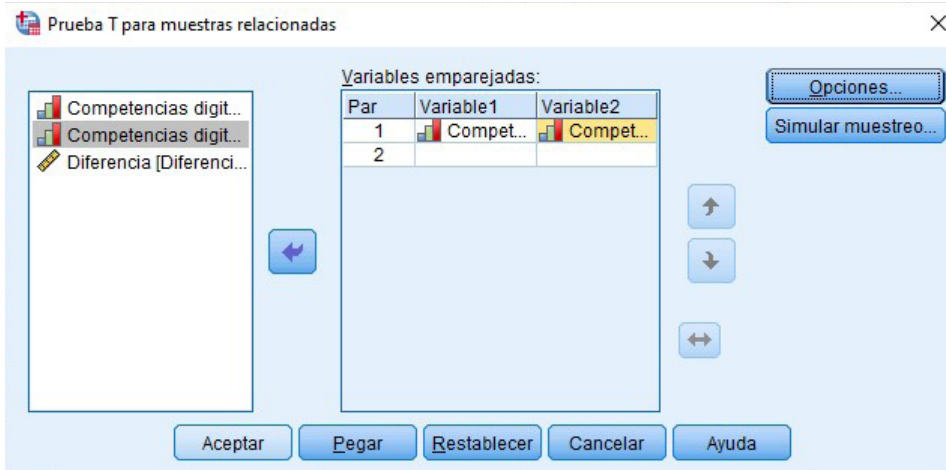 Prueba T para muestras relacionadas
Variables emparejadas:
Competencias digit...
Competencias digit...
Diferencia [Diferenci...
Par Variable1 Variable2
1 Compet... Compet...
2
Opciones...
Simular muestreo...
Aceptar Pegar Restablecer Cancelar Ayuda